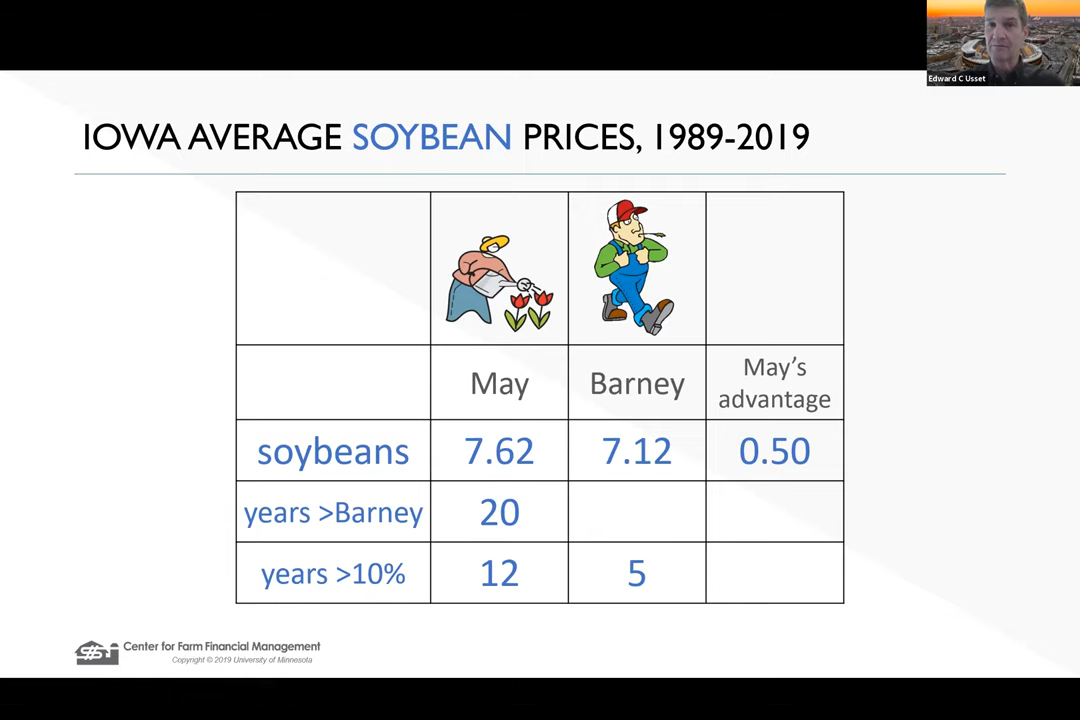 Edward C Usset
IOWA AVERAGE SOYBEAN PRICES, 1989-2019
May
Barney
May's
advantage
soybeans
7.62
7.12
0.50
years >Barney
20
years >10%
12
5
Center for Farm Financial Management
Copyright © 2019 University of Minnesota